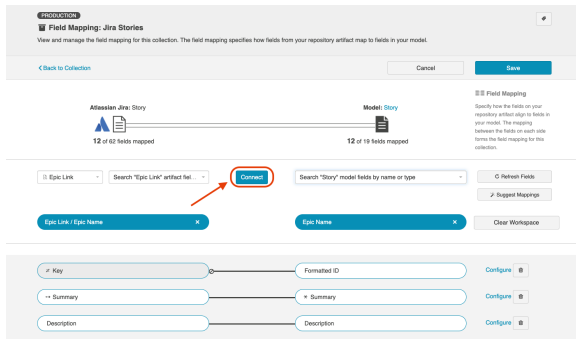 PRODUCTION
Field Mapping: Jira Stories
View and manage the field mapping for this collection. The field mapping specifies how fields from your repository artifact map to fields in your model.
Back to Collection
Cancel
Save
Field Mapping
Specify how the fields on your
repository artifact align to fields in
your model. The mapping
between the fields on each side
forms the field mapping for this
collection.
Atlassian Jira: Story
Model: Story
12 of 62 fields mapped
12 of 19 fields mapped
Epic Link
Search "Epic Link" artifact fiel...
Connect
Search "Story" model fields by name or type
Refresh Fields
Suggest Mappings
Epic Link / Epic Name ×
Epic Name ×
Clear Workspace
Key
Formatted ID
Configure
Summary
Summary
Configure
Description
Description
Configure